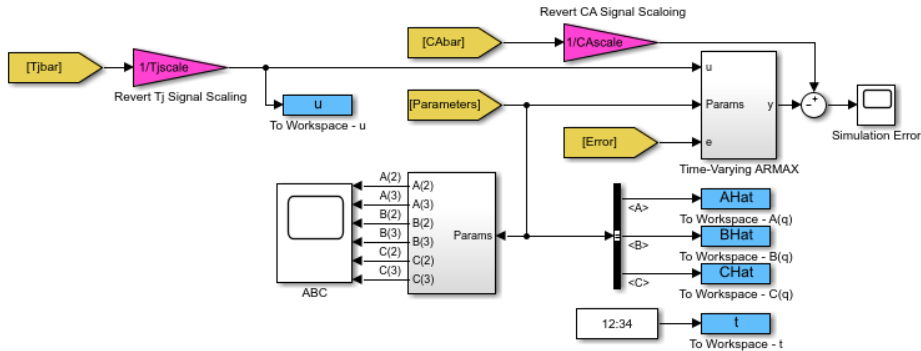 Revert CA Signal Scaloing
[CAbar]
1/CAscale
[Tjbar]
1/Tjscale
Revert Tj Signal Scaling
u
To Workspace - u
[Parameters]
[Error]
u
Params
e
y
Time-Varying ARMAX
- +
Simulation Error
A(2)
A(3)
B(2)
B(3)
C(2)
C(3)
A(2)
A(3)
B(2)
B(3)
C(2)
C(3)
Params
ABC
<A>
<B>
<C>
AHat
To Workspace - A(q)
BHat
To Workspace - B(q)
CHat
To Workspace - C(q)
12:34
t
To Workspace - t